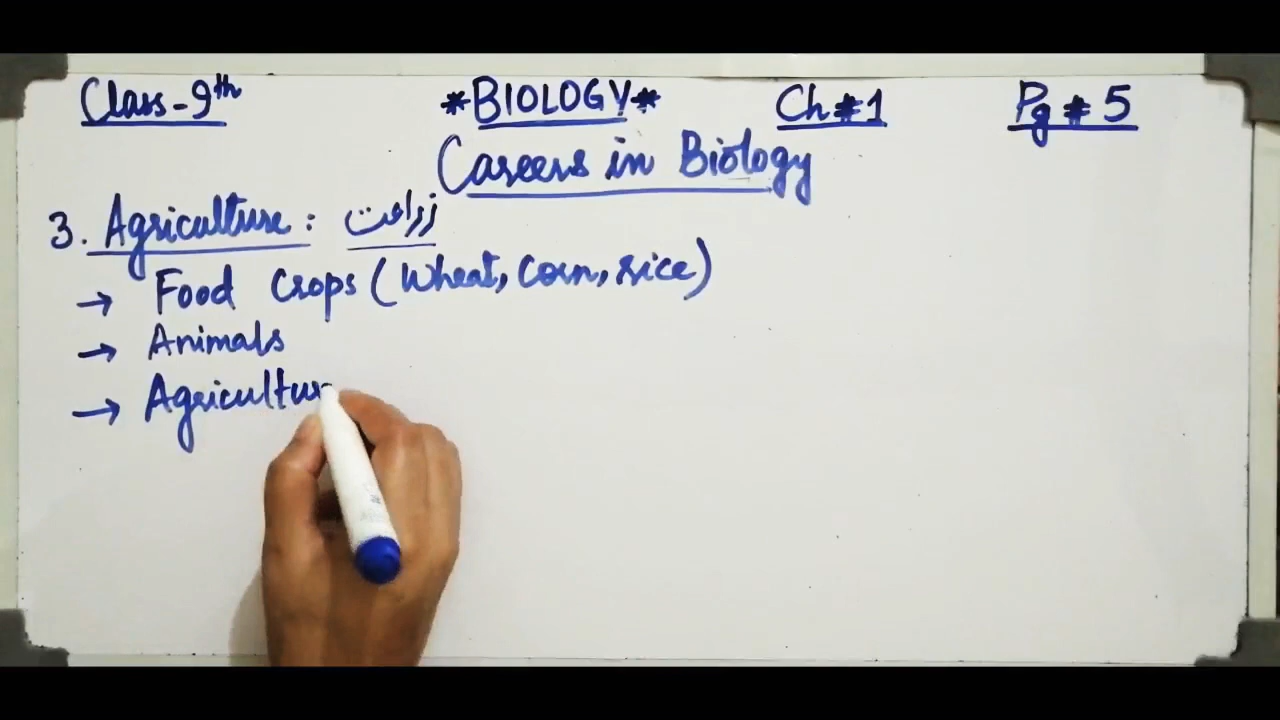 Class-9th *BIOLOGY* Ch #1 Pg # 5
Careers in Biology
3. Agriculture: زراعت
→ Food Crops (Wheat, Corn, rice)
→ Animals
→ Agricultur